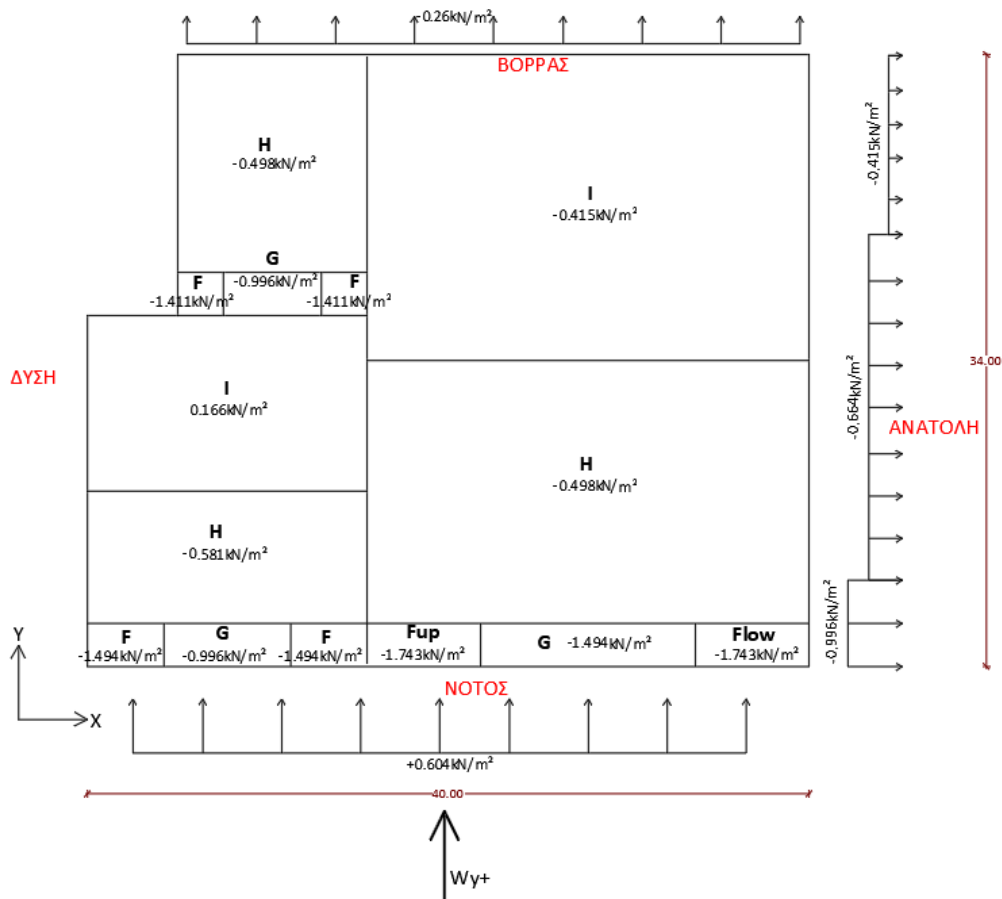 -0.26kN/m²
ΒΟΡΡΑΣ
H
-0.498kN/m²
I
-0.415kN/m²
-0.415kN/m²
G
-0.996kN/m²
F
-1.411kN/m²
F
-1.411kN/m²
34.00
ΔΥΣΗ
I
0.166kN/m²
-0.664kN/m²
ΑΝΑΤΟΛΗ
H
-0.498kN/m²
H
-0.581kN/m²
-0.996kN/m²
F
-1.494kN/m²
G
-0.996kN/m²
F
-1.494kN/m²
Fup
-1.743kN/m²
G -1.494kN/m²
Flow
-1.743kN/m²
Y
X
ΝΟΤΟΣ
+0.604kN/m²
40.00
Wy+